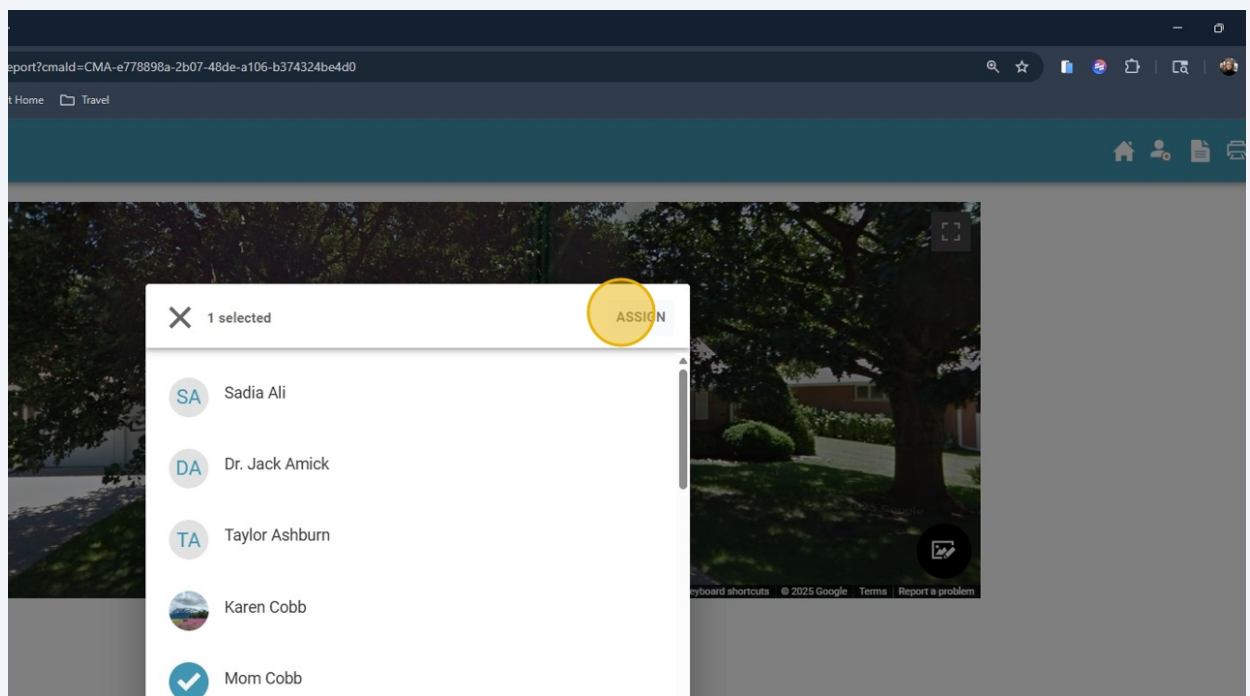 eport?cmaId=CMA-e778898a-2b07-48de-a106-b374324be4d0
t Home Travel
1 selected ASSIGN
SA Sadia Ali
DA Dr. Jack Amick
TA Taylor Ashburn
Karen Cobb
Mom Cobb
eyboard shortcuts © 2025 Google Terms Report a problem